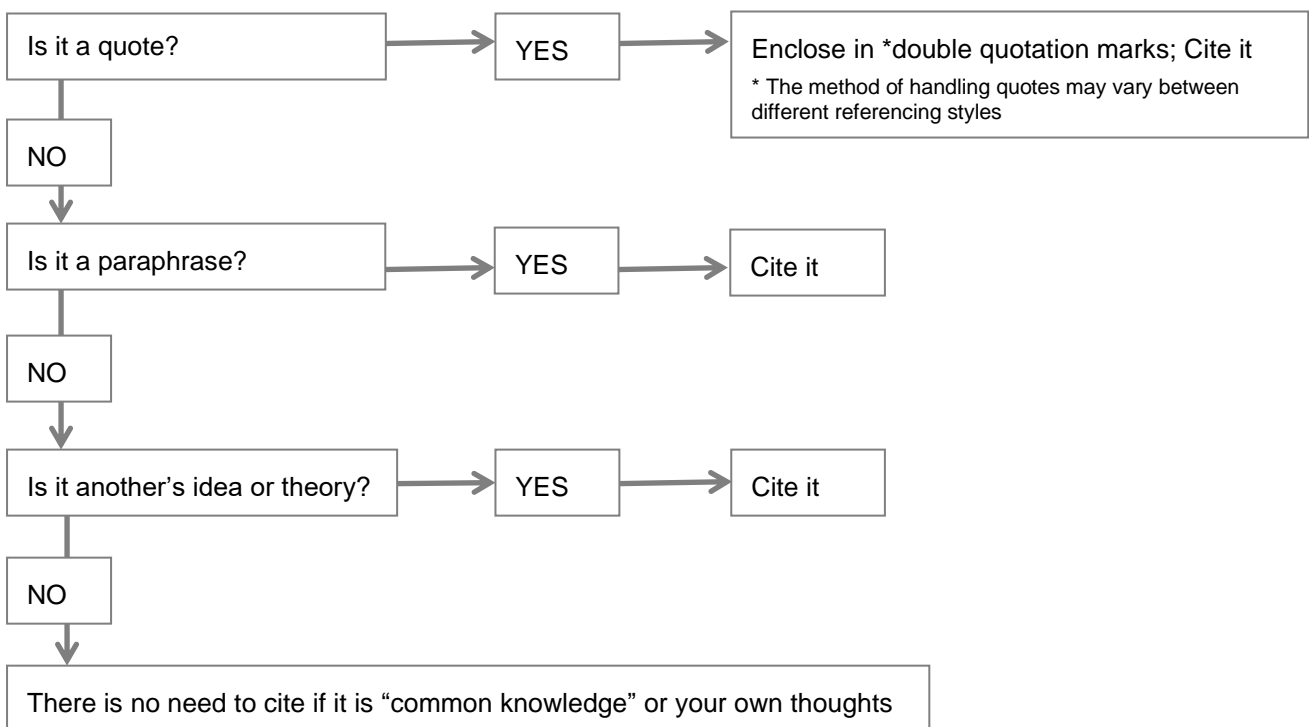 Is it a quote?
YES
Enclose in *double quotation marks; Cite it
* The method of handling quotes may vary between
different referencing styles
NO
Is it a paraphrase?
YES
Cite it
NO
Is it another’s idea or theory?
YES
Cite it
NO
There is no need to cite if it is “common knowledge” or your own thoughts